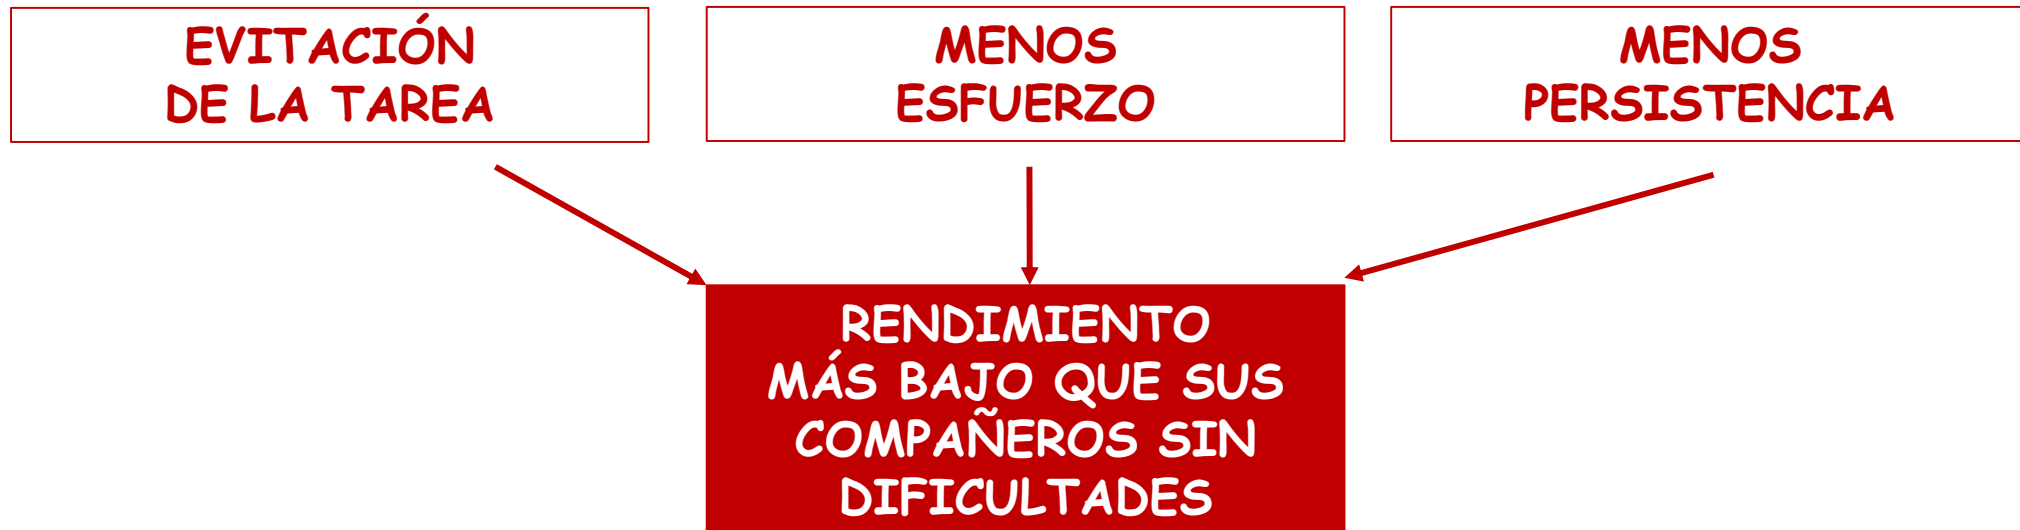 EVITACIÓN
DE LA TAREA
MENOS
ESFUERZO
MENOS
PERSISTENCIA
RENDIMIENTO
MÁS BAJO QUE SUS
COMPAÑEROS SIN
DIFICULTADES